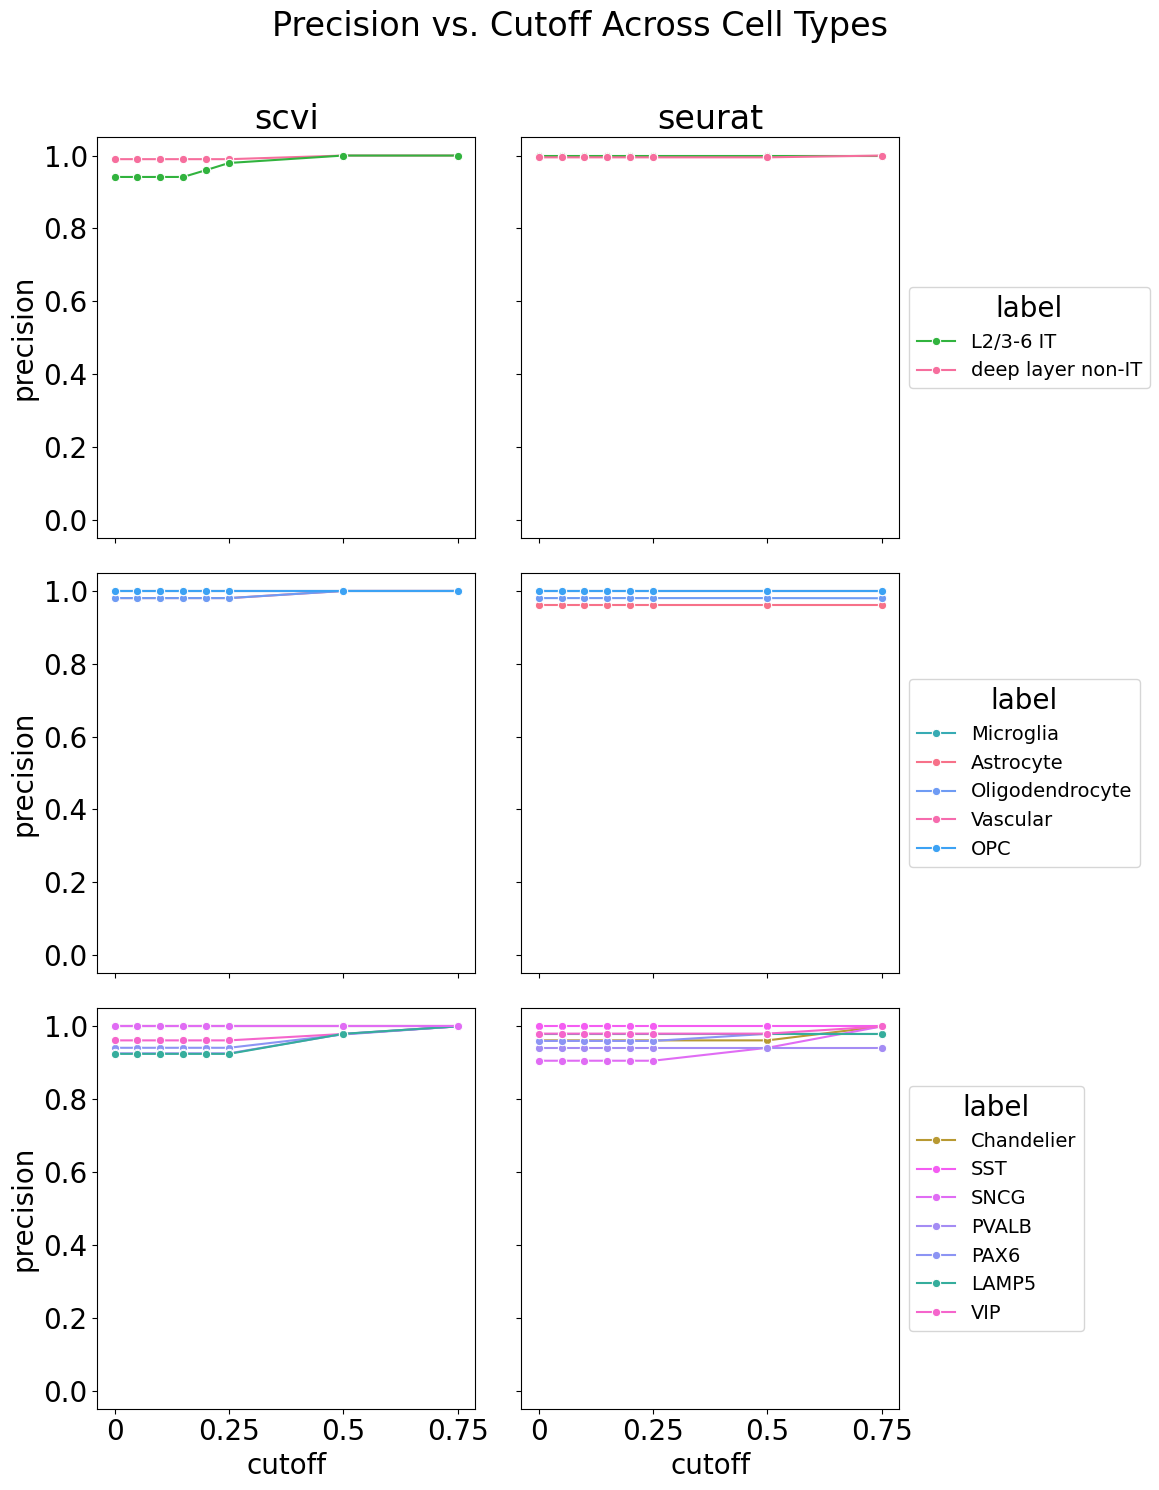 Precision vs. Cutoff Across Cell Types
scvi
seurat
1.0
0.8
0.6
0.4
0.2
0.0
precision
label
L2/3-6 IT
deep layer non-IT
1.0
0.8
0.6
0.4
0.2
0.0
precision
label
Microglia
Astrocyte
Oligodendrocyte
Vascular
OPC
1.0
0.8
0.6
0.4
0.2
0.0
precision
label
Chandelier
SST
SNCG
PVALB
PAX6
LAMP5
VIP
0 0.25 0.5 0.75
cutoff
0 0.25 0.5 0.75
cutoff